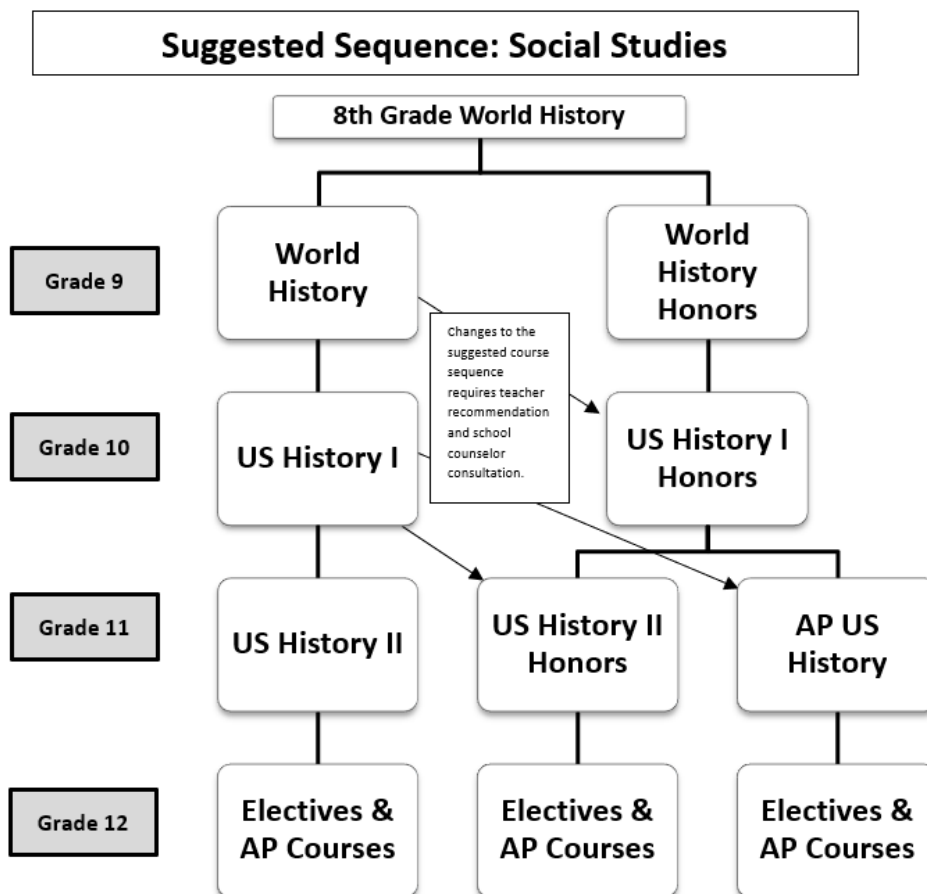 Suggested Sequence: Social Studies
8th Grade World History
Grade 9
World
History
World
History
Honors
Changes to the
suggested course
sequence
requires teacher
recommendation
and school
counselor
consultation.
Grade 10
US History I
US History I
Honors
Grade 11
US History II
US History II
Honors
AP US
History
Grade 12
Electives &
AP Courses
Electives &
AP Courses
Electives &
AP Courses